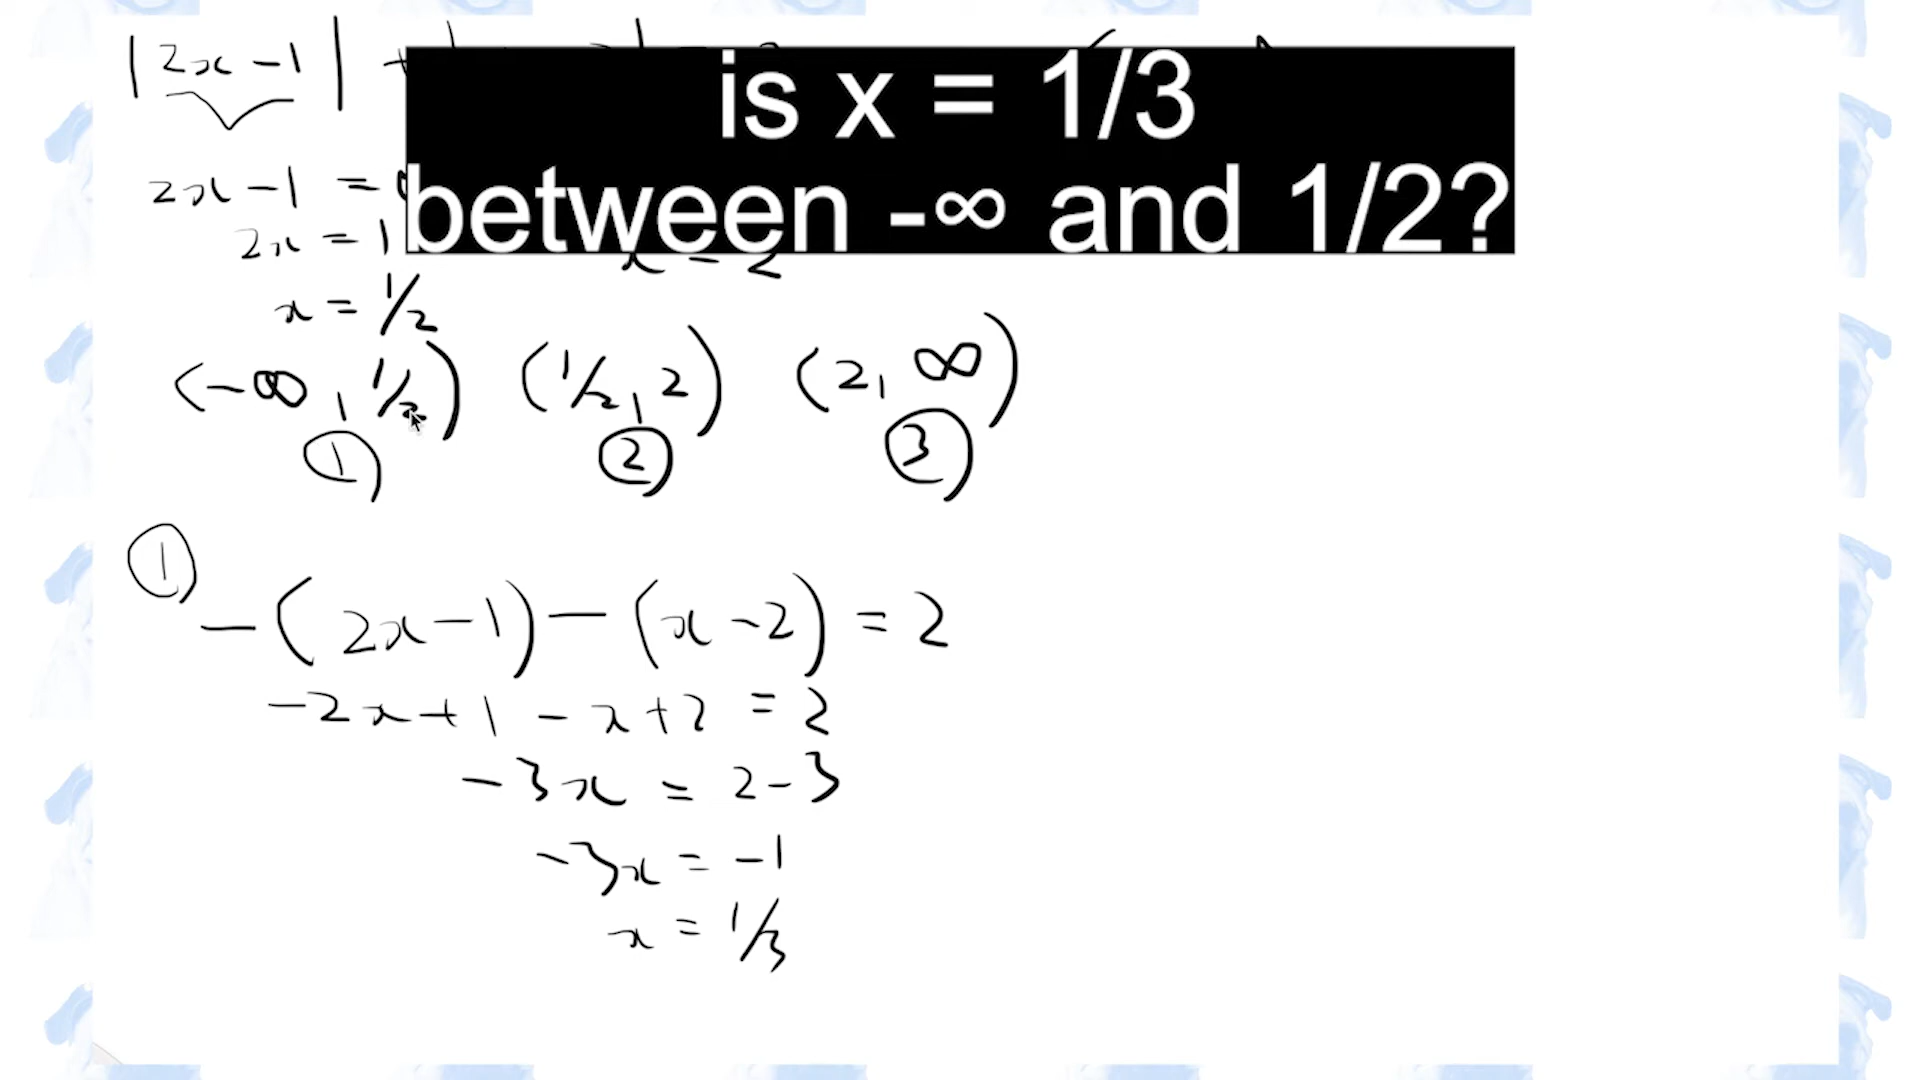 |2x-1| +
is x = 1/3
between -∞ and 1/2?
2x-1 =
2x = 1
x = 2
x = 1/2
(-∞, 1/2) (1/2, 2) (2, ∞)
① ② ③
①
-(2x-1)-(x-2) = 2
-2x+1-x+2 = 2
-3x = 2-3
-3x = -1
x = 1/3